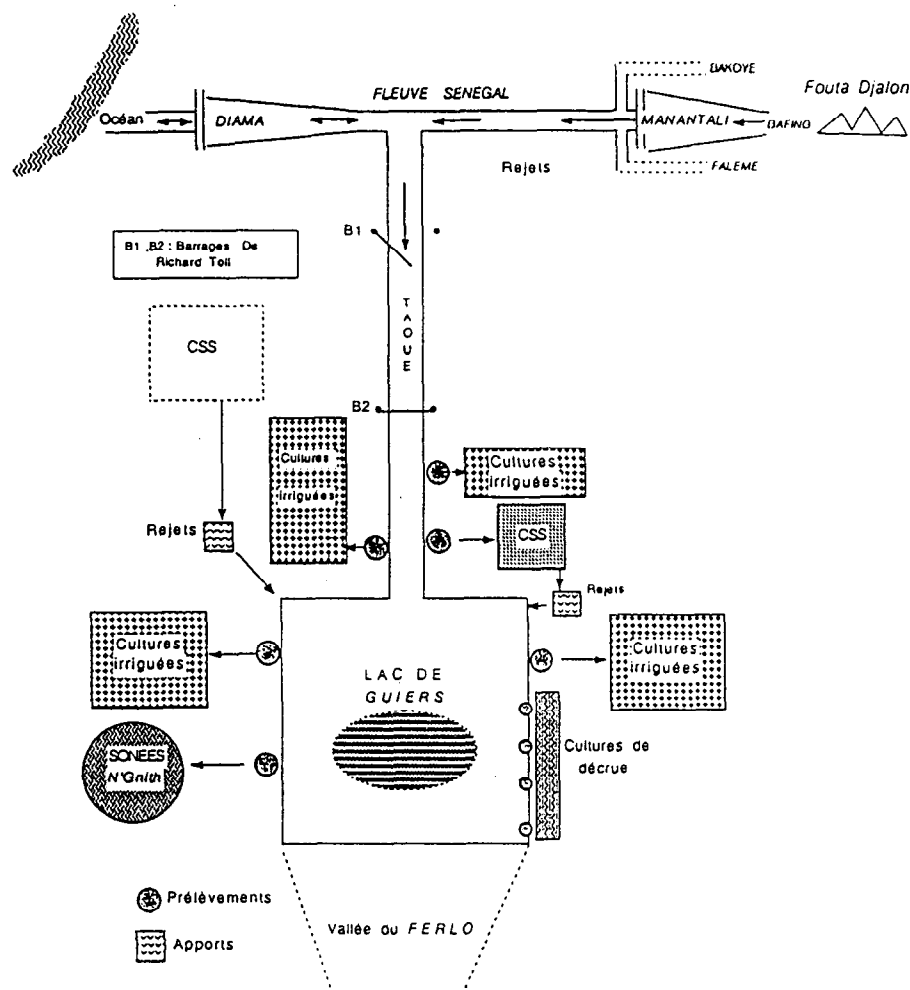 FLEUVE SENEGAL
BAKOYE
Fouta Djalon
Océan
DIAMA
MANANTALI
BAFING
FALEME
Rejets
B1
B1 ,B2 : Barrages De
Richard Toll
TAOUE
CSS
B2
Cultures
irriguées
Cultures
irriguées
Rejets
CSS
Rejets
Cultures
irriguées
Cultures
irriguées
LAC DE
GUIERS
SONEES
N'Gnith
Cultures de
décrue
Prélèvements
Vallée du FERLO
Apports